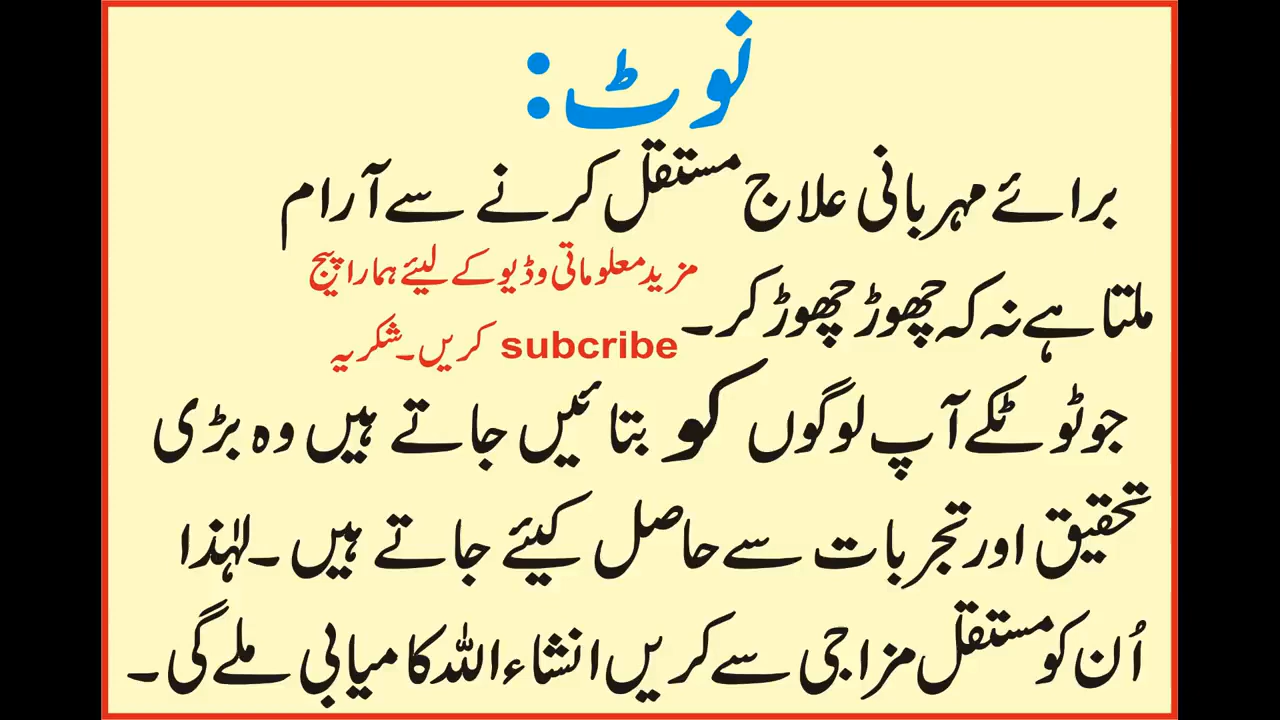 نوٹ:
برائے مہربانی علاج مستقل کرنے سے آرام
ملتا ہے نہ کہ چھوڑ چھوڑ کر۔
مزید معلوماتی وڈیو کے لیئے ہمارا پیج
subcribe کریں۔شکریہ
جو ٹوٹکے آپ لوگوں کو بتائیں جاتے ہیں وہ بڑی
تحقیق اور تجربات سے حاصل کیئے جاتے ہیں۔لہٰذا
اُن کو مستقل مزاجی سے کریں انشاء اللہ کامیابی ملے گی۔